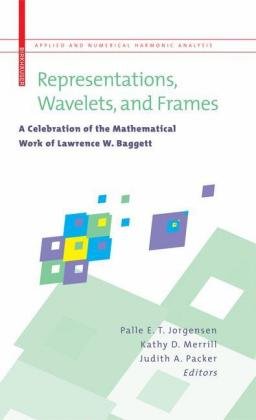 BIRKHÄUSER
APPLIED AND NUMERICAL HARMONIC ANALYSIS
Representations,
Wavelets, and Frames
A Celebration of the Mathematical
Work of Lawrence W. Baggett
Palle E. T. Jorgensen
Kathy D. Merrill
Judith A. Packer
Editors